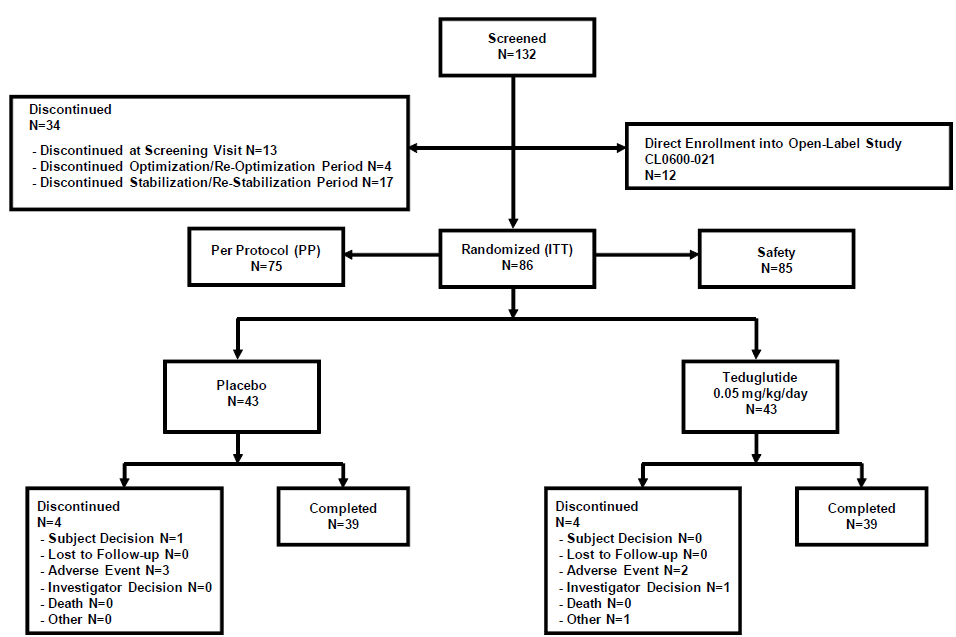 Screened
N=132
Discontinued
N=34
- Discontinued at Screening Visit N=13
- Discontinued Optimization/Re-Optimization Period N=4
- Discontinued Stabilization/Re-Stabilization Period N=17
Direct Enrollment into Open-Label Study
CL0600-021
N=12
Per Protocol (PP)
N=75
Randomized (ITT)
N=86
Safety
N=85
Placebo
N=43
Teduglutide
0.05 mg/kg/day
N=43
Discontinued
N=4
- Subject Decision N=1
- Lost to Follow-up N=0
- Adverse Event N=3
- Investigator Decision N=0
- Death N=0
- Other N=0
Completed
N=39
Discontinued
N=4
- Subject Decision N=0
- Lost to Follow-up N=0
- Adverse Event N=2
- Investigator Decision N=1
- Death N=0
- Other N=1
Completed
N=39